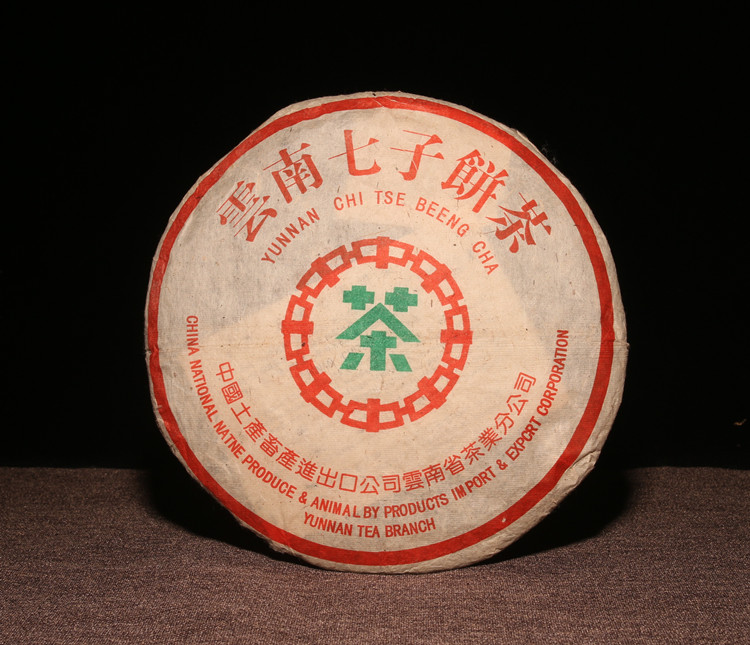 雲南七子餅茶
YUNNAN CHI TSE BEENG CHA
茶
中國土產畜產進出口公司雲南省茶業分公司
CHINA NATIONAL NATNE PRODUCE & ANIMAL BY PRODUCTS IMPORT & EXPORT CORPORATION
YUNNAN TEA BRANCH